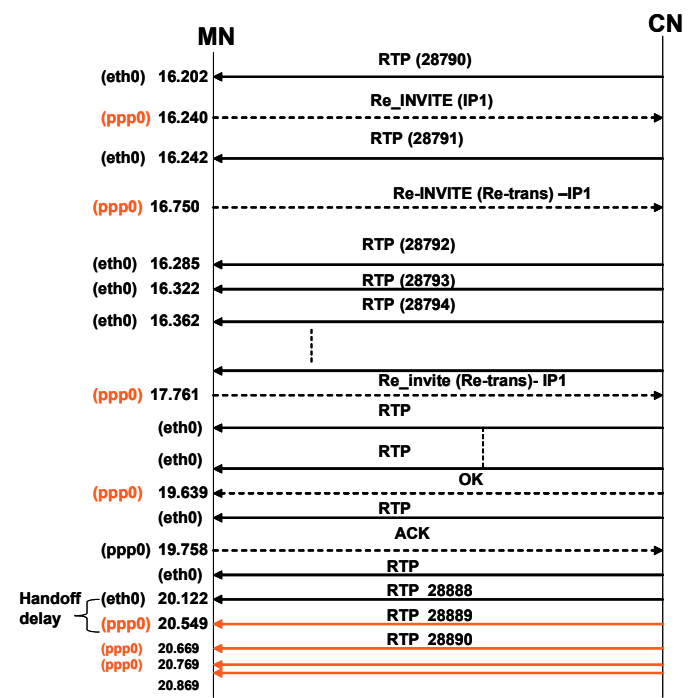 MN CN
RTP (28790)
(eth0) 16.202
Re_INVITE (IP1)
(ppp0) 16.240
RTP (28791)
(eth0) 16.242
Re-INVITE (Re-trans) –IP1
(ppp0) 16.750
RTP (28792)
(eth0) 16.285
RTP (28793)
(eth0) 16.322
RTP (28794)
(eth0) 16.362
Re_invite (Re-trans)- IP1
(ppp0) 17.761
RTP
(eth0)
RTP
(eth0)
OK
(ppp0) 19.639
RTP
(eth0)
ACK
(ppp0) 19.758
RTP
(eth0)
RTP 28888
Handoff delay
(eth0) 20.122
RTP 28889
(ppp0) 20.549
RTP 28890
(ppp0) 20.669
(ppp0) 20.769
20.869